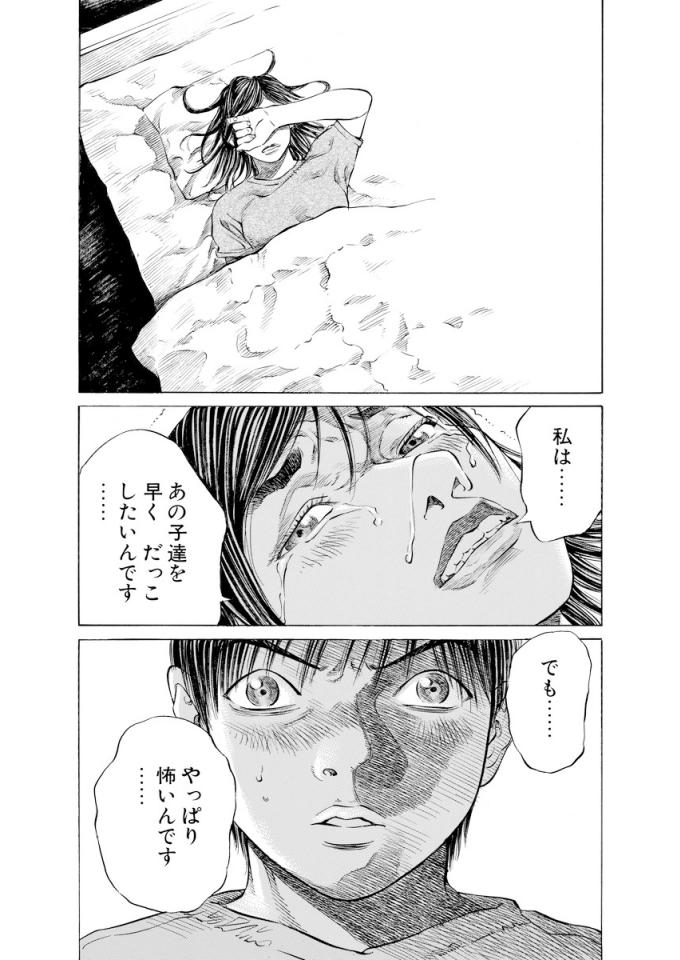 私は……
あの子達を
早く だっこ
したいんです
……
でも……
やっぱり
怖いんです
……